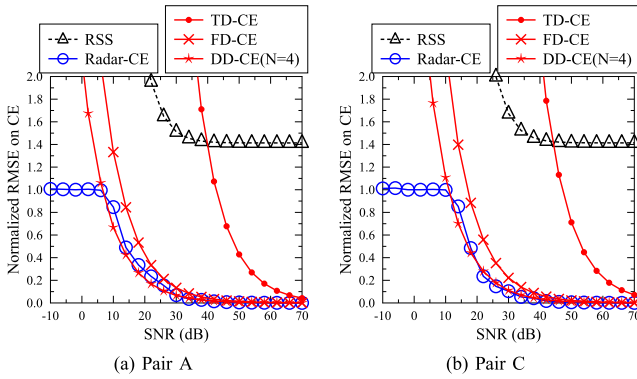 RSS
Radar-CE
TD-CE
FD-CE
DD-CE(N=4)
Normalized RMSE on CE
2.0
1.8
1.6
1.4
1.2
1.0
0.8
0.6
0.4
0.2
0.0
-10 0 10 20 30 40 50 60 70
SNR (dB)
(a) Pair A
RSS
Radar-CE
TD-CE
FD-CE
DD-CE(N=4)
Normalized RMSE on CE
2.0
1.8
1.6
1.4
1.2
1.0
0.8
0.6
0.4
0.2
0.0
-10 0 10 20 30 40 50 60 70
SNR (dB)
(b) Pair C